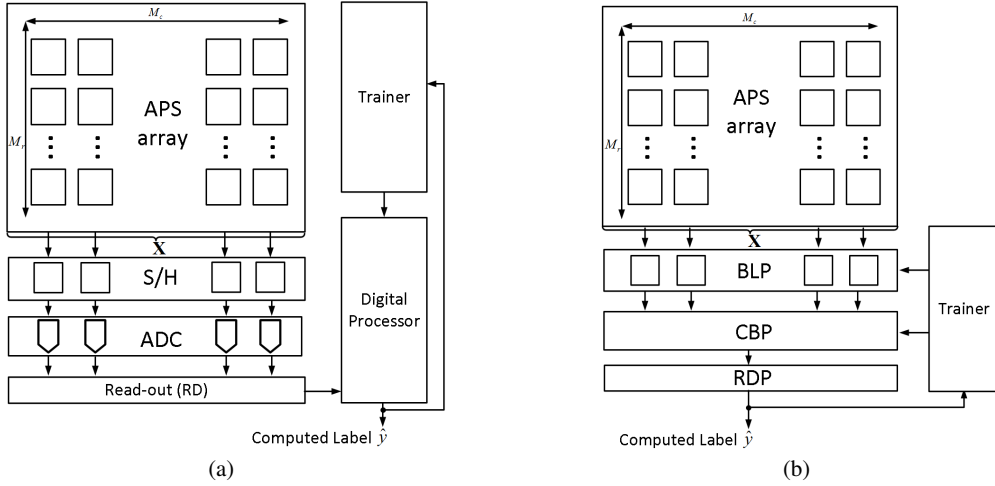 M_c
APS
array
M_r
X
S/H
ADC
Read-out (RD)
Trainer
Digital
Processor
Computed Label ŷ
(a)
M_c
APS
array
M_r
X
BLP
CBP
RDP
Trainer
Computed Label ŷ
(b)